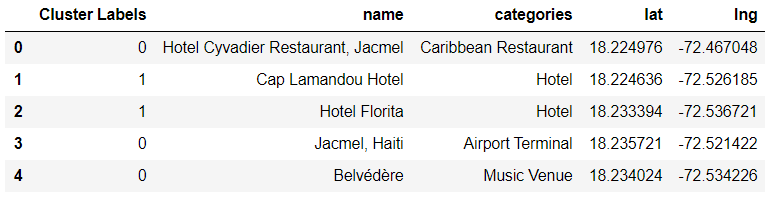 Cluster Labels name categories lat lng
0 0 Hotel Cyvadier Restaurant, Jacmel Caribbean Restaurant 18.224976 -72.467048
1 1 Cap Lamandou Hotel Hotel 18.224636 -72.526185
2 1 Hotel Florita Hotel 18.233394 -72.536721
3 0 Jacmel, Haiti Airport Terminal 18.235721 -72.521422
4 0 Belvédère Music Venue 18.234024 -72.534226